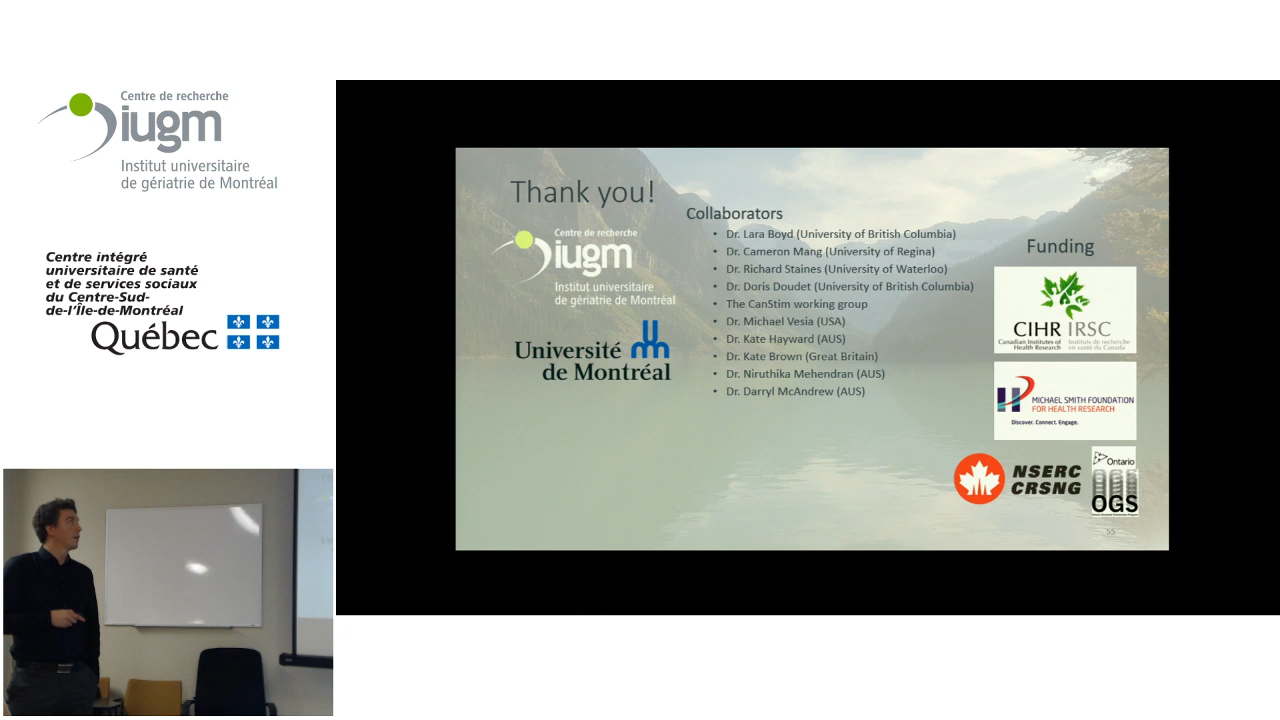 Centre de recherche
iugm
Institut universitaire
de gériatrie de Montréal
Centre intégré
universitaire de santé
et de services sociaux
du Centre-Sud-
de-l'Île-de-Montréal
Québec
Thank you!
Centre de recherche
iugm
Institut universitaire
de gériatrie de Montréal
Université
de Montréal
Collaborators
• Dr. Lara Boyd (University of British Columbia)
• Dr. Cameron Mang (University of Regina)
• Dr. Richard Staines (University of Waterloo)
• Dr. Doris Doudet (University of British Columbia)
• The CanStim working group
• Dr. Michael Vesia (USA)
• Dr. Kate Hayward (AUS)
• Dr. Kate Brown (Great Britain)
• Dr. Niruthika Mehendran (AUS)
• Dr. Darryl McAndrew (AUS)
Funding
CIHR IRSC
Canadian Institutes of Health Research
Instituts de recherche en santé du Canada
MICHAEL SMITH FOUNDATION
FOR HEALTH RESEARCH
Discover. Connect. Engage.
NSERC
CRSNG
Ontario
OGS
55